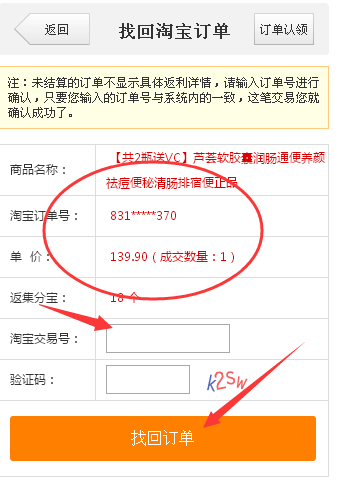 返回
找回淘宝订单
订单认领
注：未结算的订单不显示具体返利详情，请输入订单号进行
确认，只要您输入的订单号与系统内的一致，这笔交易您就
确认成功了。
商品名称：
【共2瓶送VC】芦荟软胶囊润肠通便养颜
祛痘便秘清肠排宿便正品
淘宝订单号：
831*****370
单 价：
139.90（成交数量：1）
返集分宝：
18 个
淘宝交易号：
验证码：
k2sw
找回订单